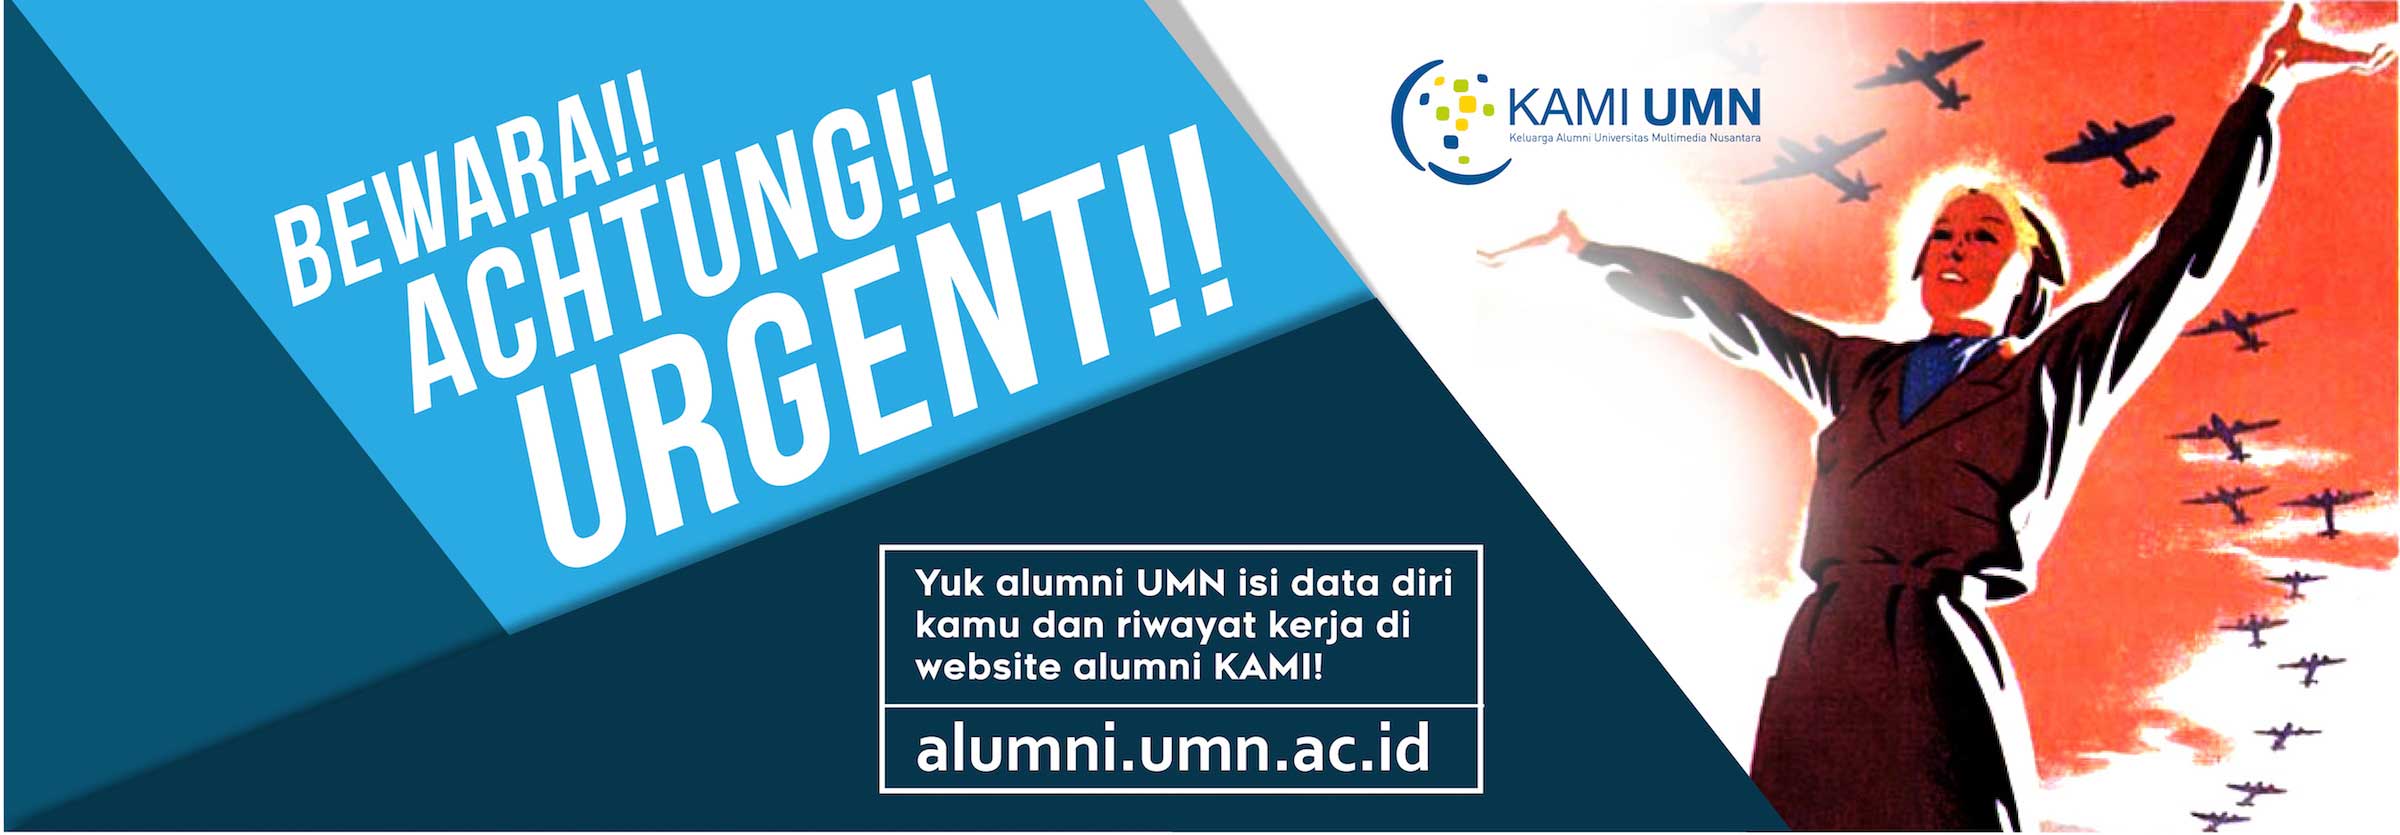 BEWARA!!
ACHTUNG!!
URGENT!!
KAMI UMN
Keluarga Alumni Universitas Multimedia Nusantara
Yuk alumni UMN isi data diri
kamu dan riwayat kerja di
website alumni KAMI!
alumni.umn.ac.id